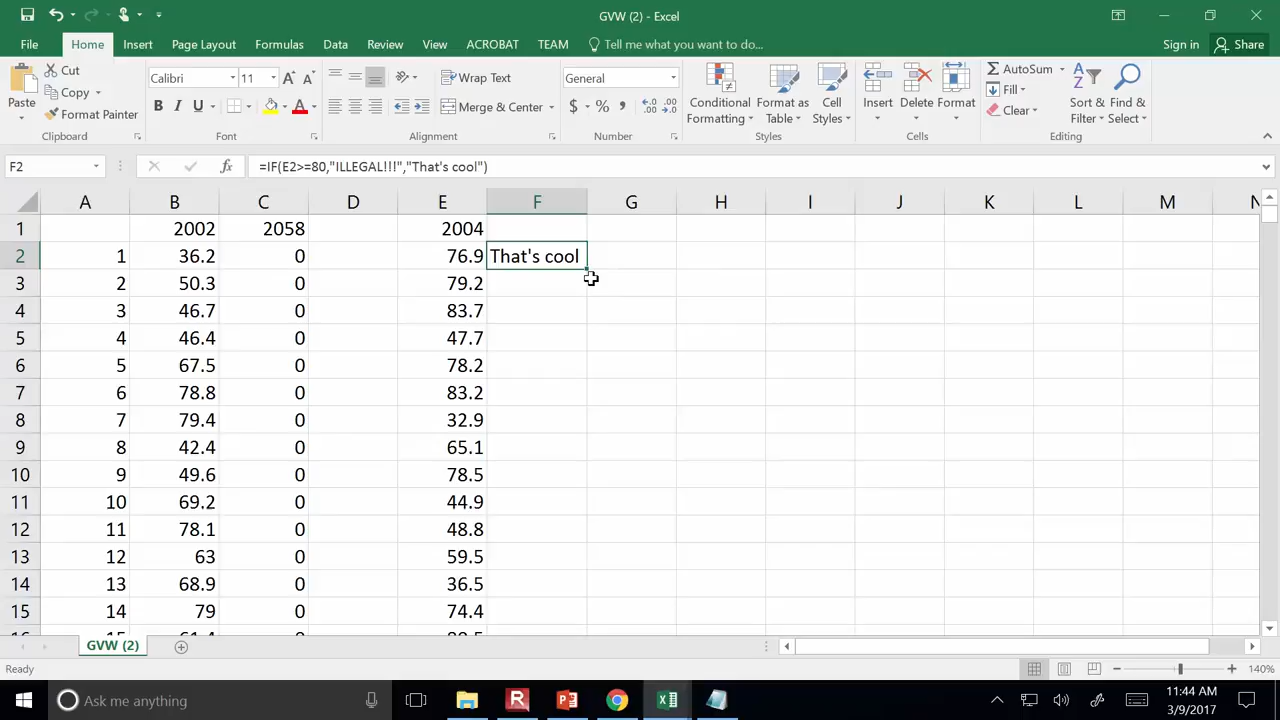 GVW (2) - Excel
File Home Insert Page Layout Formulas Data Review View ACROBAT TEAM Tell me what you want to do... Sign in Share
Paste
Cut
Copy
Format Painter
Clipboard
Calibri 11
B I U
Font
Wrap Text
Merge & Center
Alignment
General
$ % ,
Number
Conditional Formatting
Format as Table
Cell Styles
Styles
Insert Delete Format
Cells
AutoSum
Fill
Clear
Sort & Filter
Find & Select
Editing
F2 fx =IF(E2>=80,"ILLEGAL!!!","That's cool")
A B C D E F G H I J K L M N
1 2002 2058 2004
2 1 36.2 0 76.9 That's cool
3 2 50.3 0 79.2
4 3 46.7 0 83.7
5 4 46.4 0 47.7
6 5 67.5 0 78.2
7 6 78.8 0 83.2
8 7 79.4 0 32.9
9 8 42.4 0 65.1
10 9 49.6 0 78.5
11 10 69.2 0 44.9
12 11 78.1 0 48.8
13 12 63 0 59.5
14 13 68.9 0 36.5
15 14 79 0 74.4
GVW (2)
Ready 140%
Ask me anything
11:44 AM
3/9/2017